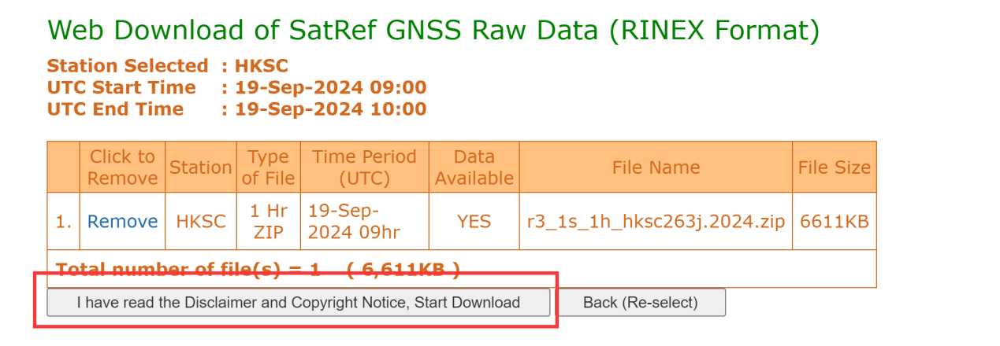 Web Download of SatRef GNSS Raw Data (RINEX Format)
Station Selected : HKSC
UTC Start Time : 19-Sep-2024 09:00
UTC End Time : 19-Sep-2024 10:00
Click to Remove Station Type of File Time Period (UTC) Data Available File Name File Size
1. Remove HKSC 1 Hr ZIP 19-Sep-2024 09hr YES r3_1s_1h_hksc263j.2024.zip 6611KB
Total number of file(s) = 1 ( 6,611KB )
I have read the Disclaimer and Copyright Notice, Start Download Back (Re-select)